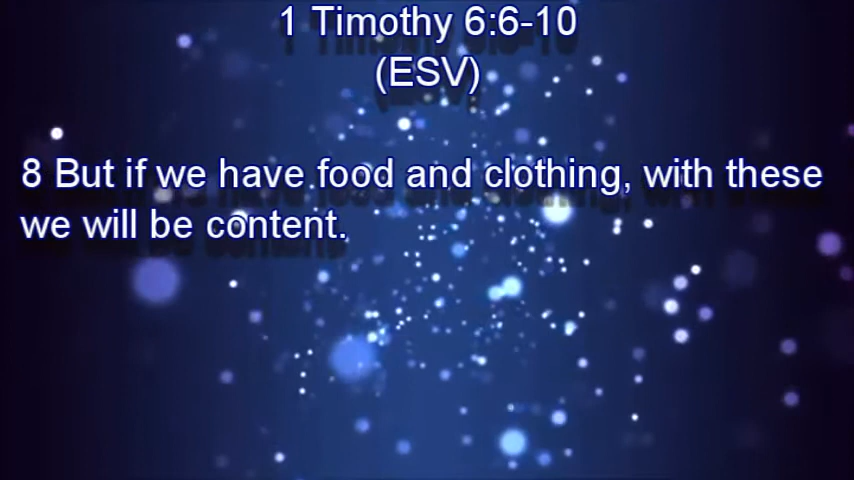 1 Timothy 6:6-10
(ESV)
8 But if we have food and clothing, with these
we will be content.